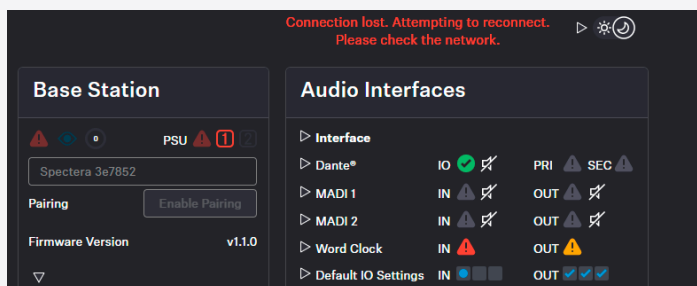 Connection lost. Attempting to reconnect.
Please check the network.
Base Station
0
PSU 1 2
Spectera 3e7852
Pairing Enable Pairing
Firmware Version v1.1.0
Audio Interfaces
Interface
Dante® IO PRI SEC
MADI 1 IN OUT
MADI 2 IN OUT
Word Clock IN OUT
Default IO Settings IN OUT